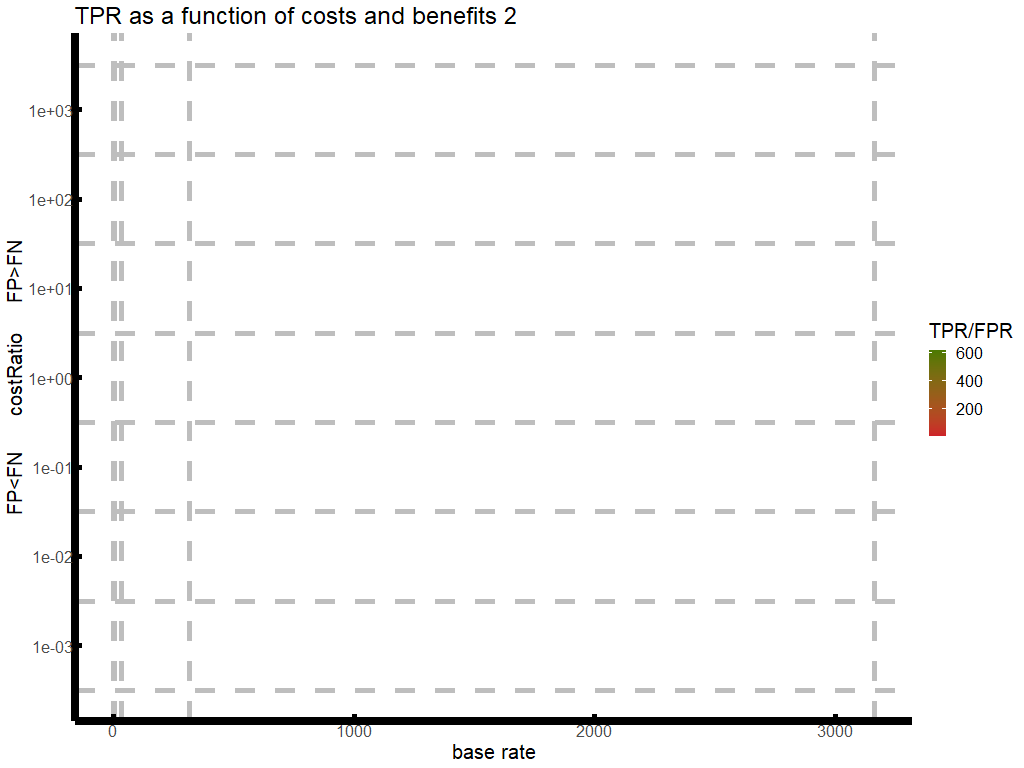 TPR as a function of costs and benefits 2
1e+03
1e+02
1e+01
1e+00
1e-01
1e-02
1e-03
FP<FN costRatio FP>FN
0 1000 2000 3000
base rate
TPR/FPR
600
400
200